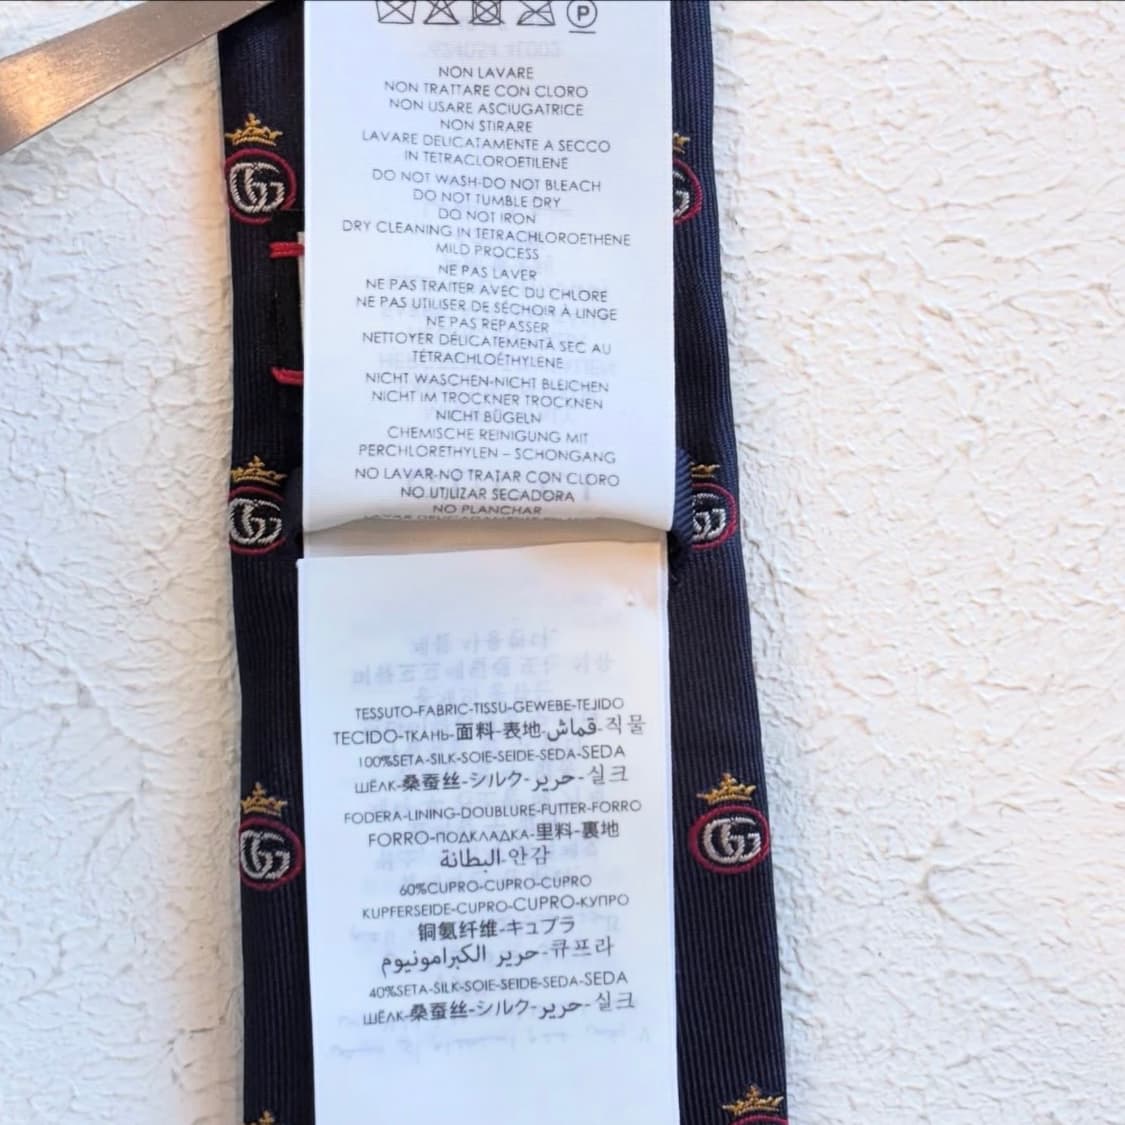 P
NON LAVARE
NON TRATTARE CON CLORO
NON USARE ASCIUGATRICE
NON STIRARE
LAVARE DELICATAMENTE A SECCO
IN TETRACLOROETILENE
DO NOT WASH-DO NOT BLEACH
DO NOT TUMBLE DRY
DO NOT IRON
DRY CLEANING IN TETRACHLOROETHENE
MILD PROCESS
NE PAS LAVER
NE PAS TRAITER AVEC DU CHLORE
NE PAS UTILISER DE SÉCHOIR À LINGE
NE PAS REPASSER
NETTOYER DÉLICATEMENTÀ SEC AU
TÉTRACHLOÉTHYLENE
NICHT WASCHEN-NICHT BLEICHEN
NICHT IM TROCKNER TROCKNEN
NICHT BÜGELN
CHEMISCHE REINIGUNG MIT
PERCHLORETHYLEN – SCHONGANG
NO LAVAR-NO TRATAR CON CLORO
NO UTILIZAR SECADORA
NO PLANCHAR
TESSUTO-FABRIC-TISSU-GEWEBE-TEJIDO
TECIDO-ТКАНЬ-面料-表地-قماش-직물
100%SETA-SILK-SOIE-SEIDE-SEDA-SEDA
ШЁЛК-桑蚕丝-シルク-حرير-실크
FODERA-LINING-DOUBLURE-FUTTER-FORRO
FORRO-ПОДКЛАДКА-里料-裏地
البطانة-안감
60%CUPRO-CUPRO-CUPRO
KUPFERSEIDE-CUPRO-CUPRO-КУПРО
铜氨纤维-キュプラ
حرير الكبرامونيوم-큐프라
40%SETA-SILK-SOIE-SEIDE-SEDA-SEDA
ШЁЛК-桑蚕丝-シルク-حرير-실크